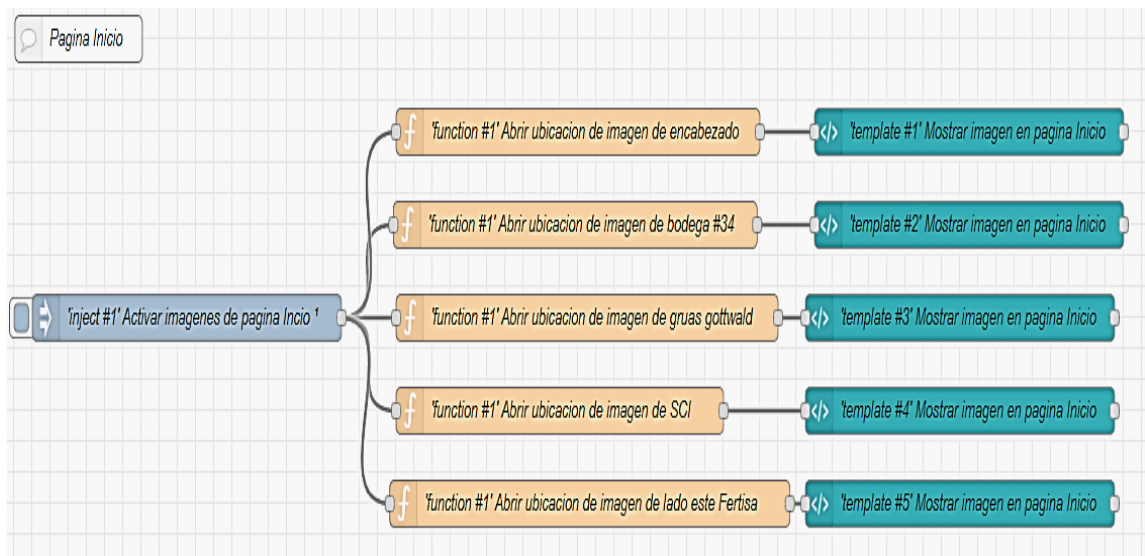 Pagina Inicio
'function #1' Abrir ubicacion de imagen de encabezado
'template #1' Mostrar imagen en pagina Inicio
'function #1' Abrir ubicacion de imagen de bodega #34
'template #2' Mostrar imagen en pagina Inicio
'inject #1' Activar imagenes de pagina Incio ¹
'function #1' Abrir ubicacion de imagen de gruas gottwald
'template #3' Mostrar imagen en pagina Inicio
'function #1' Abrir ubicacion de imagen de SCI
'template #4' Mostrar imagen en pagina Inicio
'function #1' Abrir ubicacion de imagen de lado este Fertisa
'template #5' Mostrar imagen en pagina Inicio